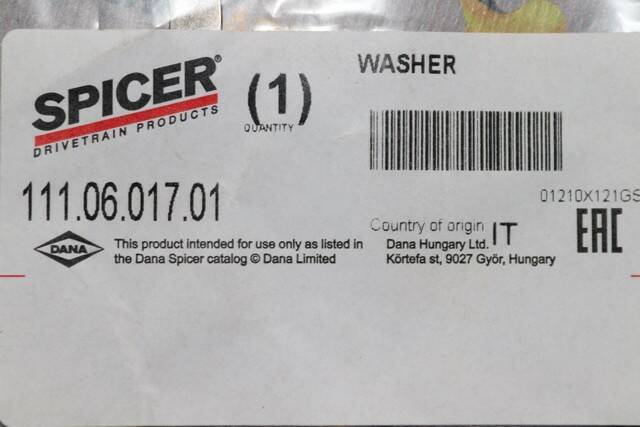 SPICER®
DRIVETRAIN PRODUCTS
(1)
QUANTITY
WASHER
111.06.017.01
01210X121GS
Country of origin IT
EAC
DANA
This product intended for use only as listed in
the Dana Spicer catalog © Dana Limited
Dana Hungary Ltd.
Körtefa st, 9027 Györ, Hungary